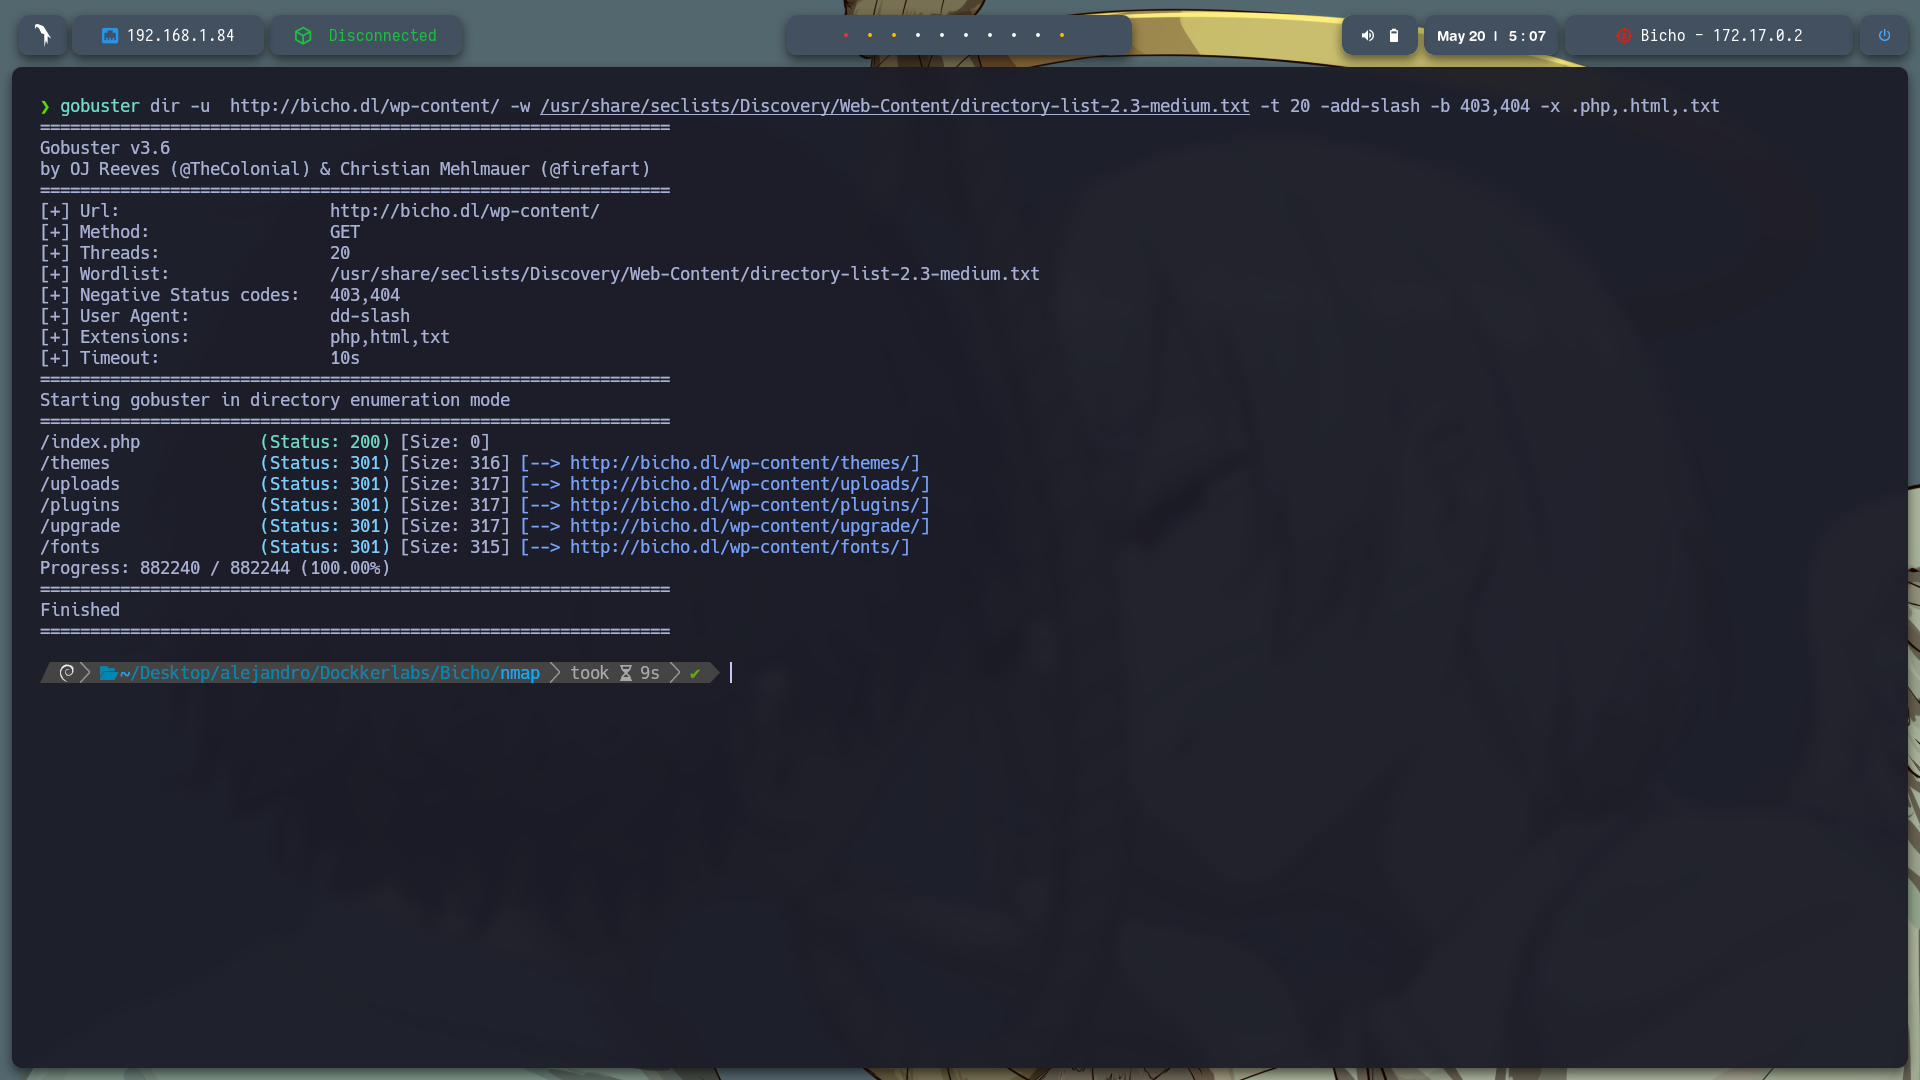 192.168.1.84
Disconnected
May 20 | 5 : 07
Bicho - 172.17.0.2
❯ gobuster dir -u  http://bicho.dl/wp-content/ -w /usr/share/seclists/Discovery/Web-Content/directory-list-2.3-medium.txt -t 20 -add-slash -b 403,404 -x .php,.html,.txt
===============================================================
Gobuster v3.6
by OJ Reeves (@TheColonial) & Christian Mehlmauer (@firefart)
===============================================================
[+] Url:                     http://bicho.dl/wp-content/
[+] Method:                  GET
[+] Threads:                 20
[+] Wordlist:                /usr/share/seclists/Discovery/Web-Content/directory-list-2.3-medium.txt
[+] Negative Status codes:   403,404
[+] User Agent:              dd-slash
[+] Extensions:              php,html,txt
[+] Timeout:                 10s
===============================================================
Starting gobuster in directory enumeration mode
===============================================================
/index.php            (Status: 200) [Size: 0]
/themes               (Status: 301) [Size: 316] [--> http://bicho.dl/wp-content/themes/]
/uploads              (Status: 301) [Size: 317] [--> http://bicho.dl/wp-content/uploads/]
/plugins              (Status: 301) [Size: 317] [--> http://bicho.dl/wp-content/plugins/]
/upgrade              (Status: 301) [Size: 317] [--> http://bicho.dl/wp-content/upgrade/]
/fonts                (Status: 301) [Size: 315] [--> http://bicho.dl/wp-content/fonts/]
Progress: 882240 / 882244 (100.00%)
===============================================================
Finished
===============================================================
~/Desktop/alejandro/Dockkerlabs/Bicho/nmap took 9s ✔